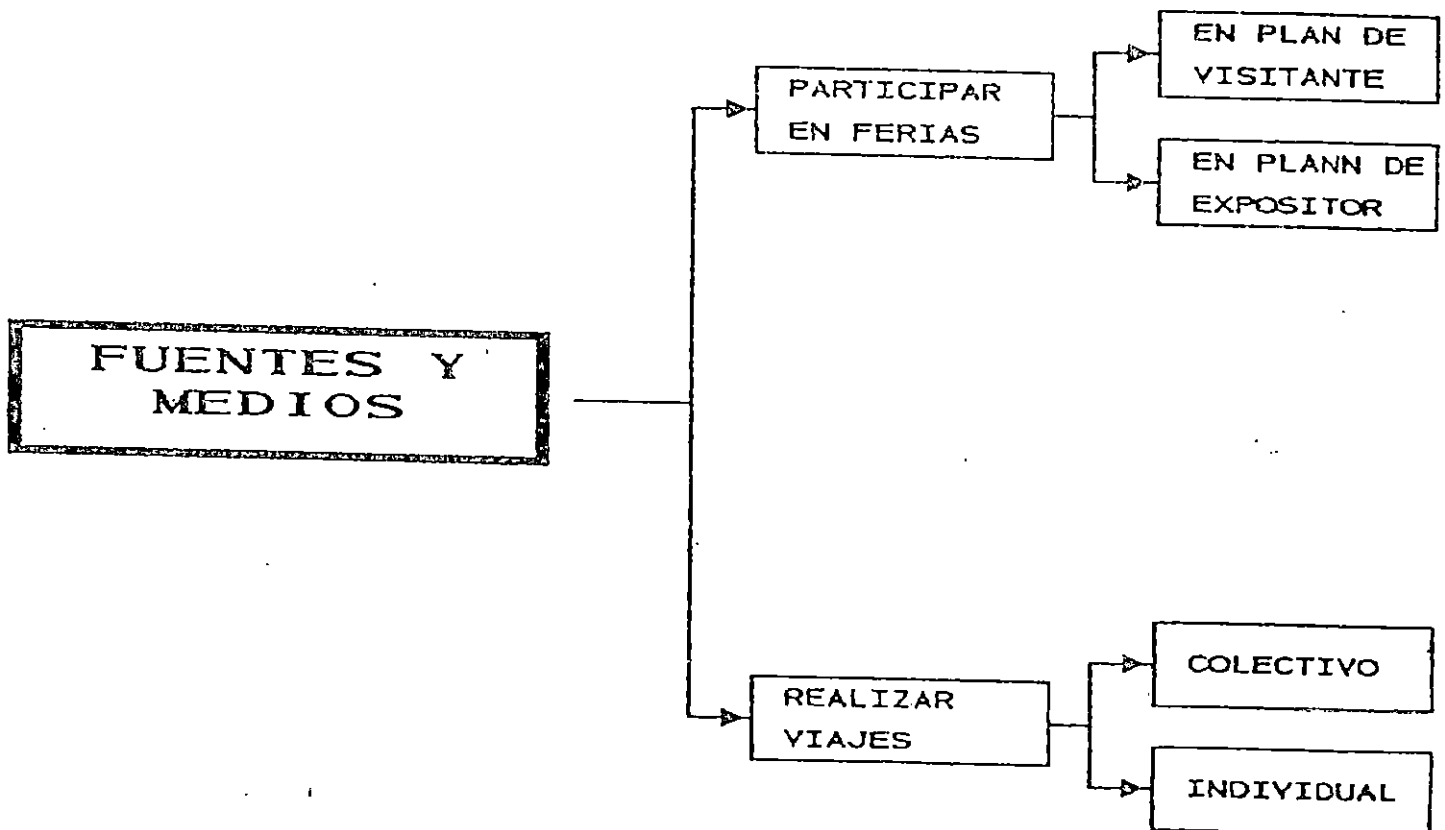 FUENTES Y
MEDIOS
PARTICIPAR
EN FERIAS
EN PLAN DE
VISITANTE
EN PLANN DE
EXPOSITOR
REALIZAR
VIAJES
COLECTIVO
INDIVIDUAL